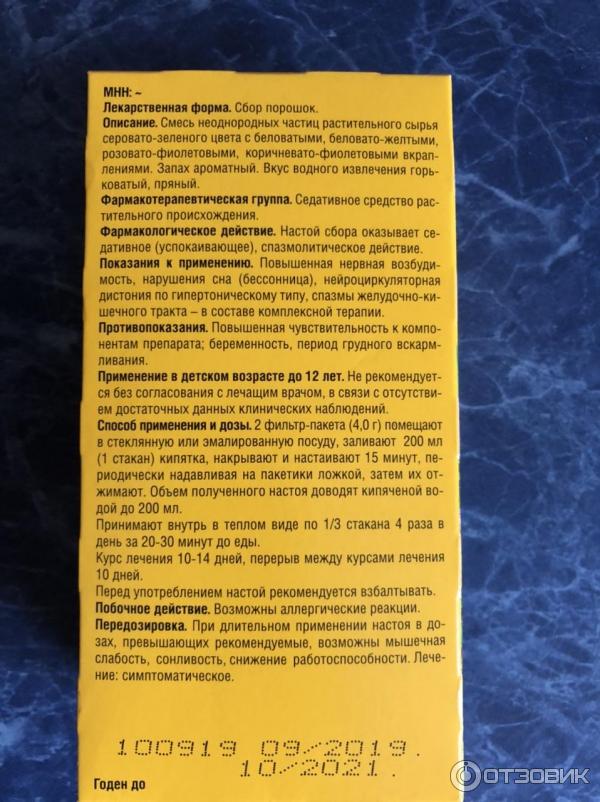 МНН: ~
Лекарственная форма. Сбор порошок.
Описание. Смесь неоднородных частиц растительного сырья
серовато-зеленого цвета с беловатыми, беловато-желтыми,
розовато-фиолетовыми, коричневато-фиолетовыми вкрап-
лениями. Запах ароматный. Вкус водного извлечения горь-
коватый, пряный.
Фармакотерапевтическая группа. Седативное средство рас-
тительного происхождения.
Фармакологическое действие. Настой сбора оказывает се-
дативное (успокаивающее), спазмолитическое действие.
Показания к применению. Повышенная нервная возбуди-
мость, нарушения сна (бессонница), нейроциркуляторная
дистония по гипертоническому типу, спазмы желудочно-ки-
шечного тракта – в составе комплексной терапии.
Противопоказания. Повышенная чувствительность к компо-
нентам препарата; беременность, период грудного вскарм-
ливания.
Применение в детском возрасте до 12 лет. Не рекомендует-
ся без согласования с лечащим врачом, в связи с отсутстви-
ем достаточных данных клинических наблюдений.
Способ применения и дозы. 2 фильтр-пакета (4,0 г) помещают
в стеклянную или эмалированную посуду, заливают 200 мл
(1 стакан) кипятка, накрывают и настаивают 15 минут, пе-
риодически надавливая на пакетики ложкой, затем их от-
жимают. Объем полученного настоя доводят кипяченой во-
дой до 200 мл.
Принимают внутрь в теплом виде по 1/3 стакана 4 раза в
день за 20-30 минут до еды.
Курс лечения 10-14 дней, перерыв между курсами лечения
10 дней.
Перед употреблением настой рекомендуется взбалтывать.
Побочное действие. Возможны аллергические реакции.
Передозировка. При длительном применении настоя в до-
зах, превышающих рекомендуемые, возможны мышечная
слабость, сонливость, снижение работоспособности. Лече-
ние: симптоматическое.
100919 09/2019.
10/2021.
Годен до
ОТЗОВИК